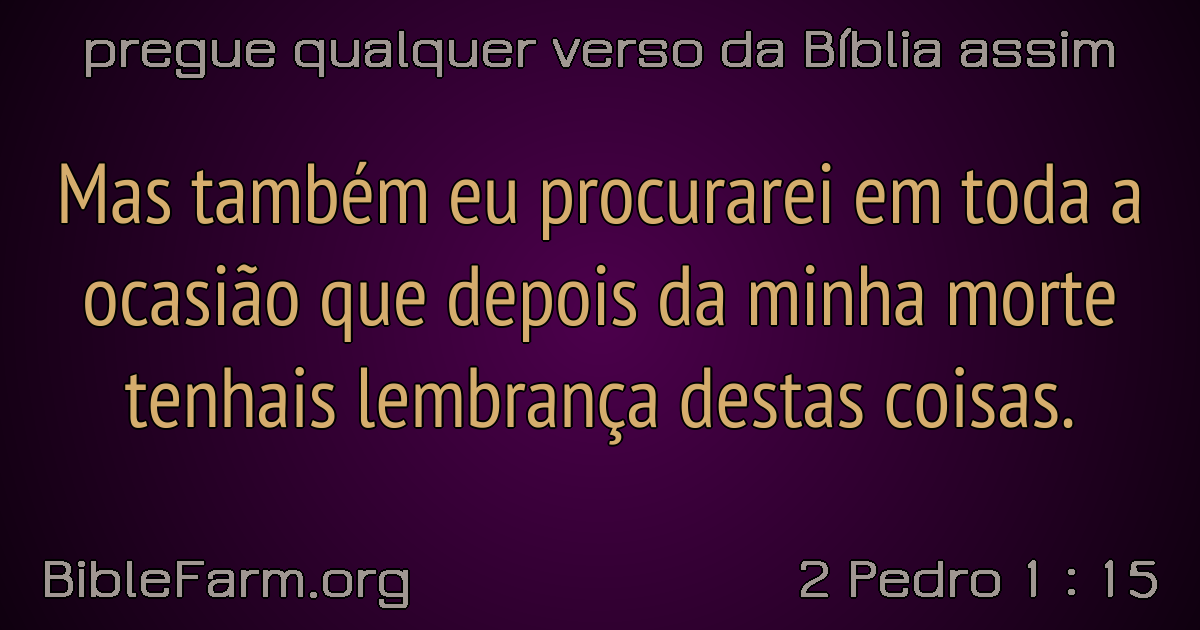 pregue qualquer verso da Bíblia assim
Mas também eu procurarei em toda a
ocasião que depois da minha morte
tenhais lembrança destas coisas.
BibleFarm.org
2 Pedro 1 : 15